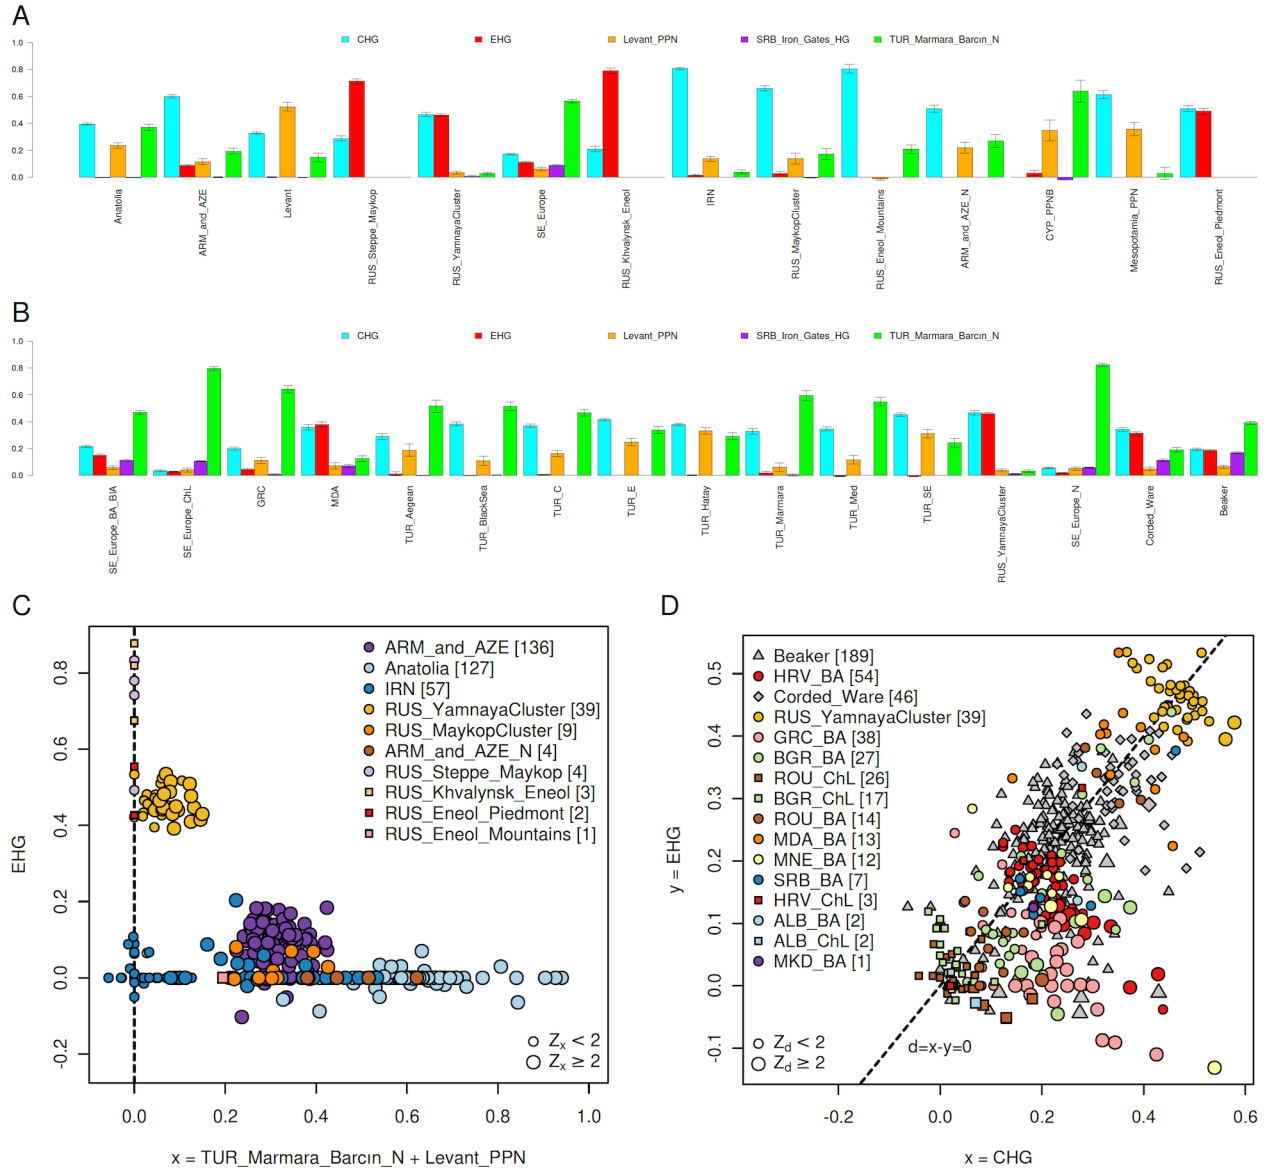 A
CHG EHG Levant_PPN SRB_Iron_Gates_HG TUR_Marmara_Barcın_N
1.0
0.8
0.6
0.4
0.2
0.0
Anatolia
ARM_and_AZE
Levant
RUS_Steppe_Maykop
RUS_YamnayaCluster
SE_Europe
RUS_Khvalynsk_Eneol
IRN
RUS_MaykopCluster
RUS_Eneol_Mountains
ARM_and_AZE_N
CYP_PPNB
Mesopotamia_PPN
RUS_Eneol_Piedmont
B
CHG EHG Levant_PPN SRB_Iron_Gates_HG TUR_Marmara_Barcın_N
1.0
0.8
0.6
0.4
0.2
0.0
SE_Europe_BA_BIA
SE_Europe_ChL
GRC
MDA
TUR_Aegean
TUR_BlackSea
TUR_C
TUR_E
TUR_Hatay
TUR_Marmara
TUR_Med
TUR_SE
RUS_YamnayaCluster
SE_Europe_N
Corded_Ware
Beaker
C
EHG
0.8
0.6
0.4
0.2
0.0
-0.2
ARM_and_AZE [136]
Anatolia [127]
IRN [57]
RUS_YamnayaCluster [39]
RUS_MaykopCluster [9]
ARM_and_AZE_N [4]
RUS_Steppe_Maykop [4]
RUS_Khvalynsk_Eneol [3]
RUS_Eneol_Piedmont [2]
RUS_Eneol_Mountains [1]
Zx < 2
Zx ≥ 2
0.0 0.2 0.4 0.6 0.8 1.0
x = TUR_Marmara_Barcın_N + Levant_PPN
D
y = EHG
0.5
0.4
0.3
0.2
0.1
0.0
-0.1
Beaker [189]
HRV_BA [54]
Corded_Ware [46]
RUS_YamnayaCluster [39]
GRC_BA [38]
BGR_BA [27]
ROU_ChL [26]
BGR_ChL [17]
ROU_BA [14]
MDA_BA [13]
MNE_BA [12]
SRB_BA [7]
HRV_ChL [3]
ALB_BA [2]
ALB_ChL [2]
MKD_BA [1]
Zd < 2
Zd ≥ 2
d=x-y=0
-0.2 0.0 0.2 0.4 0.6
x = CHG